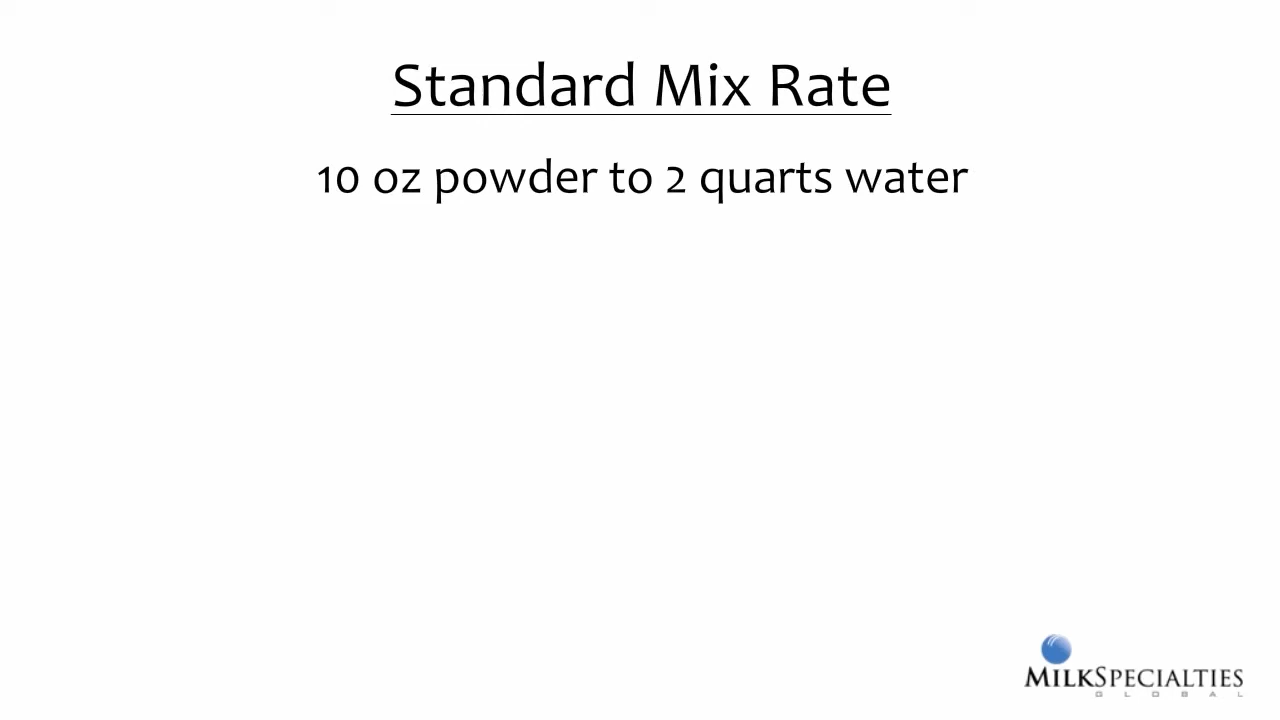 Standard Mix Rate
10 oz powder to 2 quarts water
MILKSPECIALTIES
GLOBAL